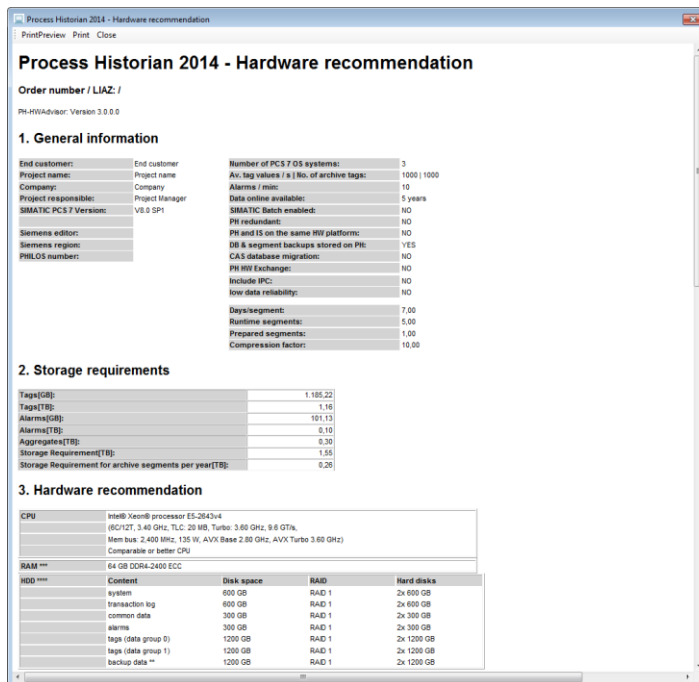 Process Historian 2014 - Hardware recommendation
PrintPreview Print Close
Process Historian 2014 - Hardware recommendation
Order number / LIAZ: /
PH-HWAdvisor: Version 3.0.0.0
1. General information
End customer: End customer Number of PCS 7 OS systems: 3
Project name: Project name Av. tag values / s | No. of archive tags: 1000 | 1000
Company: Company Alarms / min: 10
Project responsible: Project Manager Data online available: 5 years
SIMATIC PCS 7 Version: V8.0 SP1 SIMATIC Batch enabled: NO
PH redundant: NO
Siemens editor: PH and IS on the same HW platform: NO
Siemens region: DB & segment backups stored on PH: YES
PHILOS number: CAS database migration: NO
PH HW Exchange: NO
Include IPC: NO
low data reliability: NO
Days/segment: 7,00
Runtime segments: 5,00
Prepared segments: 1,00
Compression factor: 10,00
2. Storage requirements
Tags[GB]: 1.185,22
Tags[TB]: 1,16
Alarms[GB]: 101,13
Alarms[TB]: 0,10
Aggregates[TB]: 0,30
Storage Requirement[TB]: 1,55
Storage Requirement for archive segments per year[TB]: 0,26
3. Hardware recommendation
CPU Intel® Xeon® processor E5-2643v4
(6C/12T, 3.40 GHz, TLC: 20 MB, Turbo: 3.60 GHz, 9.6 GT/s,
Mem bus: 2,400 MHz, 135 W, AVX Base 2.80 GHz, AVX Turbo 3.60 GHz)
Comparable or better CPU
RAM *** 64 GB DDR4-2400 ECC
HDD **** Content Disk space RAID Hard disks
system 600 GB RAID 1 2x 600 GB
transaction log 600 GB RAID 1 2x 600 GB
common data 300 GB RAID 1 2x 300 GB
alarms 300 GB RAID 1 2x 300 GB
tags (data group 0) 1200 GB RAID 1 2x 1200 GB
tags (data group 1) 1200 GB RAID 1 2x 1200 GB
backup data ** 1200 GB RAID 1 2x 1200 GB